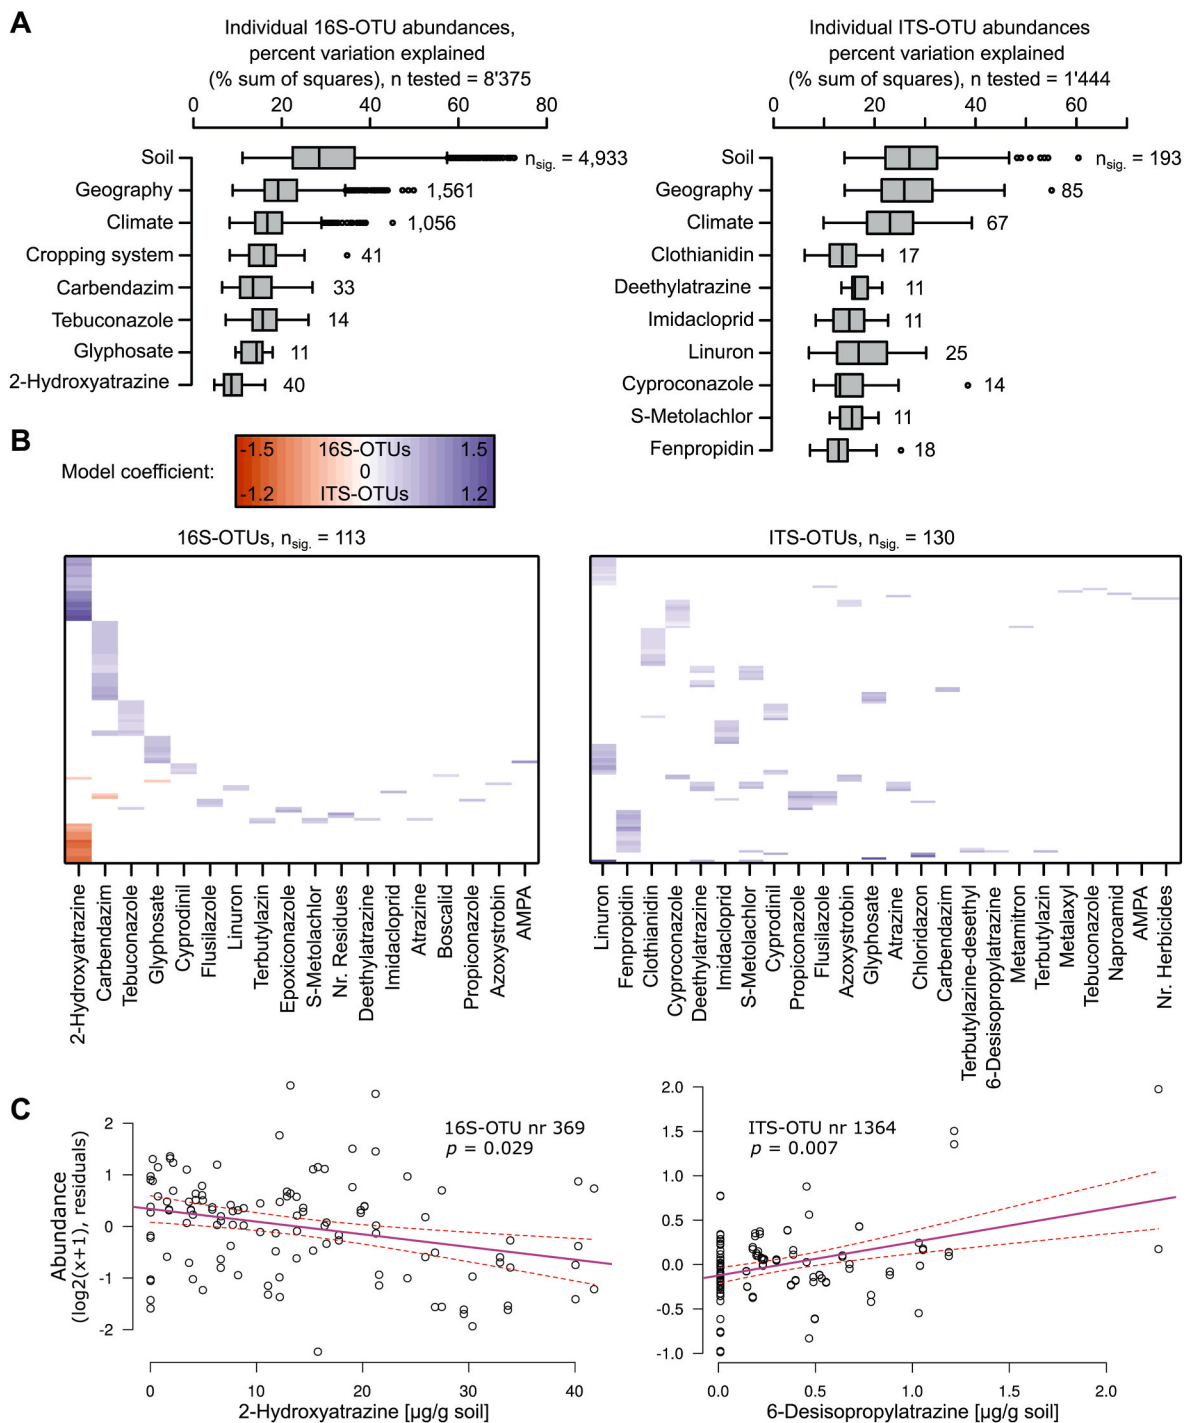 A
Individual 16S-OTU abundances,
percent variation explained
(% sum of squares), n tested = 8'375
0 20 40 60 80
Soil
n_sig. = 4,933
Geography
1,561
Climate
1,056
Cropping system
41
Carbendazim
33
Tebuconazole
14
Glyphosate
11
2-Hydroxyatrazine
40
Individual ITS-OTU abundances
percent variation explained
(% sum of squares), n tested = 1'444
0 20 40 60
Soil
n_sig. = 193
Geography
85
Climate
67
Clothianidin
17
Deethylatrazine
11
Imidacloprid
11
Linuron
25
Cyproconazole
14
S-Metolachlor
11
Fenpropidin
18
B
Model coefficient:
-1.5 16S-OTUs 1.5
0
-1.2 ITS-OTUs 1.2
16S-OTUs, n_sig. = 113
2-Hydroxyatrazine
Carbendazim
Tebuconazole
Glyphosate
Cyprodinil
Flusilazole
Linuron
Terbutylazin
Epoxiconazole
S-Metolachlor
Nr. Residues
Deethylatrazine
Imidacloprid
Atrazine
Boscalid
Propiconazole
Azoxystrobin
AMPA
ITS-OTUs, n_sig. = 130
Linuron
Fenpropidin
Clothianidin
Cyproconazole
Deethylatrazine
Imidacloprid
S-Metolachlor
Cyprodinil
Propiconazole
Flusilazole
Azoxystrobin
Glyphosate
Atrazine
Chloridazon
Carbendazim
Terbutylazine-desethyl
6-Desisopropylatrazine
Metamitron
Terbutylazin
Metalaxyl
Tebuconazole
Naproamid
AMPA
Nr. Herbicides
C
Abundance
(log2(x+1), residuals)
2
1
0
-1
-2
16S-OTU nr 369
p = 0.029
0 10 20 30 40
2-Hydroxyatrazine [µg/g soil]
2.0
1.5
1.0
0.5
0.0
-0.5
-1.0
ITS-OTU nr 1364
p = 0.007
0.0 0.5 1.0 1.5 2.0
6-Desisopropylatrazine [µg/g soil]